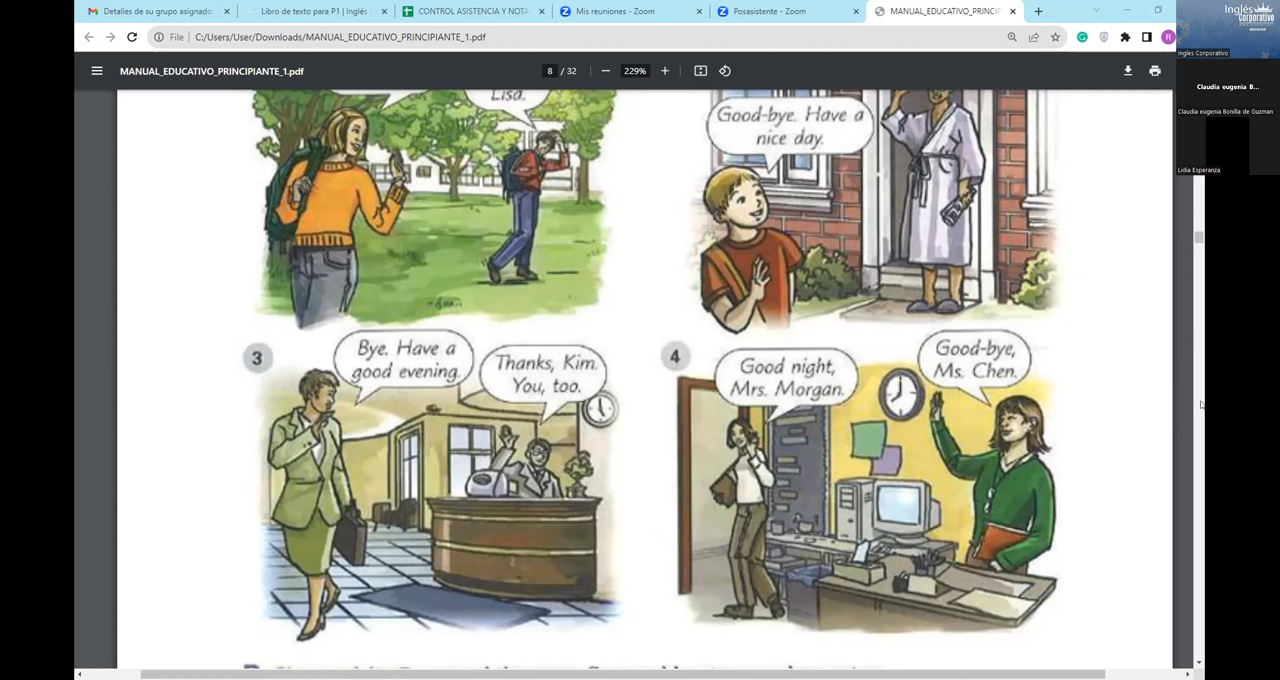 Detalles de su grupo asignado
Libro de texto para P1 | Inglés
CONTROL ASISTENCIA Y NOTA
Mis reuniones - Zoom
Posasistente - Zoom
MANUAL_EDUCATIVO_PRINCIP
File | C:/Users/User/Downloads/MANUAL_EDUCATIVO_PRINCIPIANTE_1.pdf
R
MANUAL_EDUCATIVO_PRINCIPIANTE_1.pdf
8 / 32
229%
Lisa.
Good-bye. Have a
nice day.
3
Bye. Have a
good evening.
Thanks, Kim.
You, too.
4
Good night,
Mrs. Morgan.
Good-bye,
Ms. Chen.
Inglés
Corporativo
Ingles Corporativo
Claudia eugenia B...
Claudia eugenia Bonilla de Guzman
Lidia Esperanza